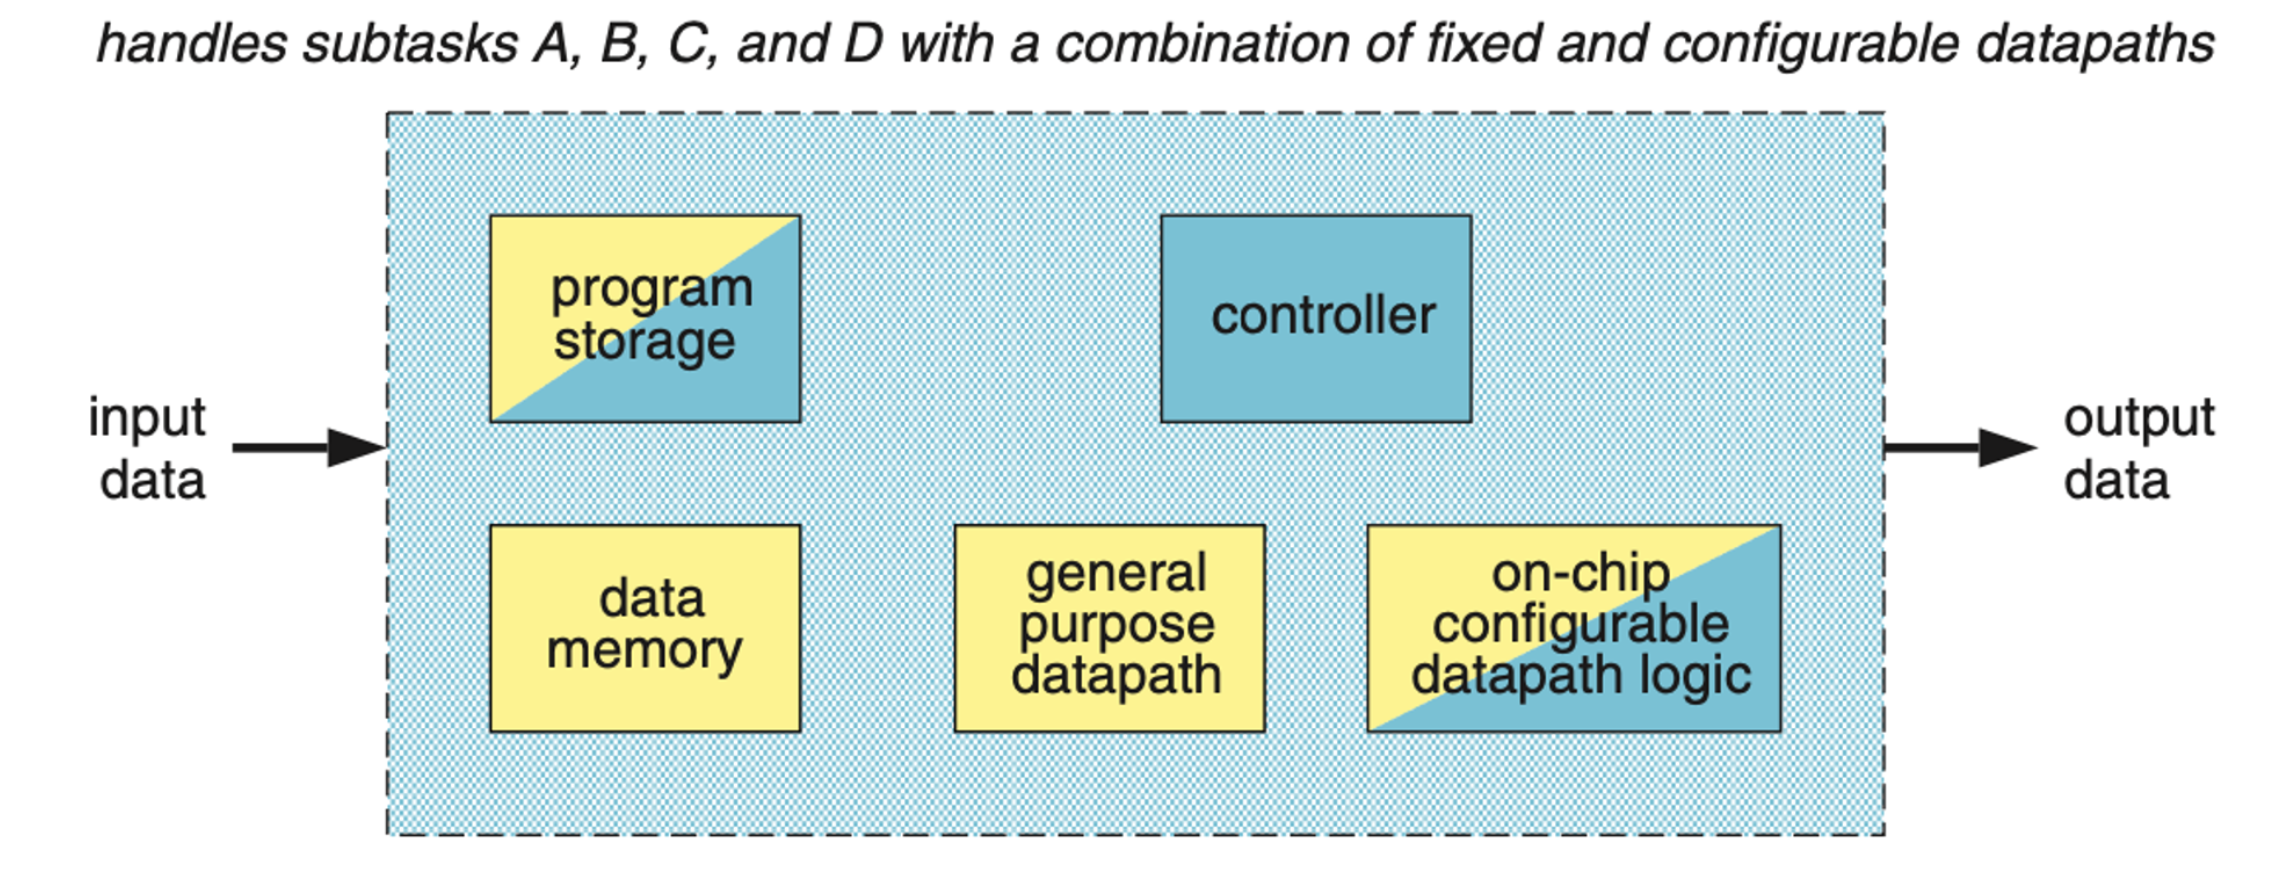 handles subtasks A, B, C, and D with a combination of fixed and configurable datapaths
program
storage
controller
input
data
output
data
data
memory
general
purpose
datapath
on-chip
configurable
datapath logic